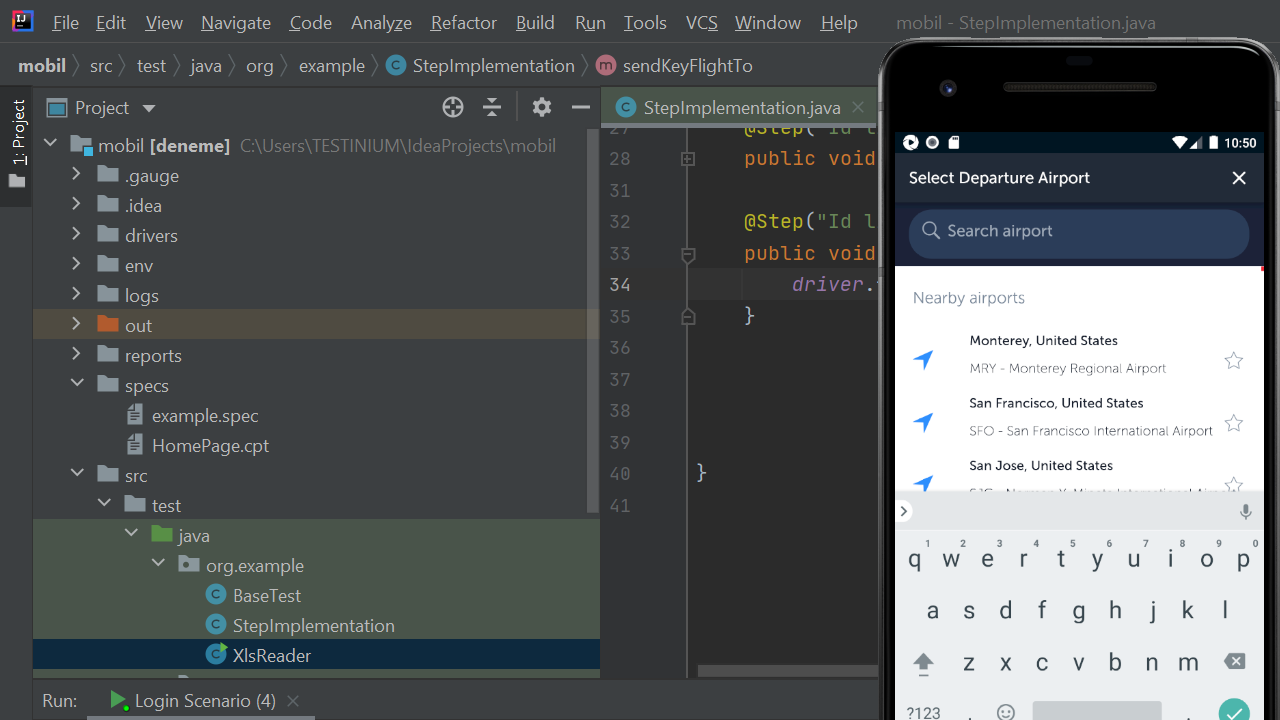 File Edit View Navigate Code Analyze Refactor Build Run Tools VCS Window Help mobil - StepImplementation.java
mobil src test java org example C StepImplementation m sendKeyFlightTo
1: Project
Project
mobil [deneme] C:\Users\TESTINIUM\IdeaProjects\mobil
.gauge
.idea
drivers
env
logs
out
reports
specs
example.spec
HomePage.cpt
src
test
java
org.example
C BaseTest
C StepImplementation
C XlsReader
Run: Login Scenario (4)
C StepImplementation.java
27 @Step("Id
28 public void
31
32 @Step("Id l
33 public void
34 driver.
35 }
36
37
38
39
40 }
41
10:50
Select Departure Airport
Search airport
Nearby airports
Monterey, United States
MRY - Monterey Regional Airport
San Francisco, United States
SFO - San Francisco International Airport
San Jose, United States
1 2 3 4 5 6 7 8 9 0
q w e r t y u i o p
a s d f g h j k l
z x c v b n m
?123 , .